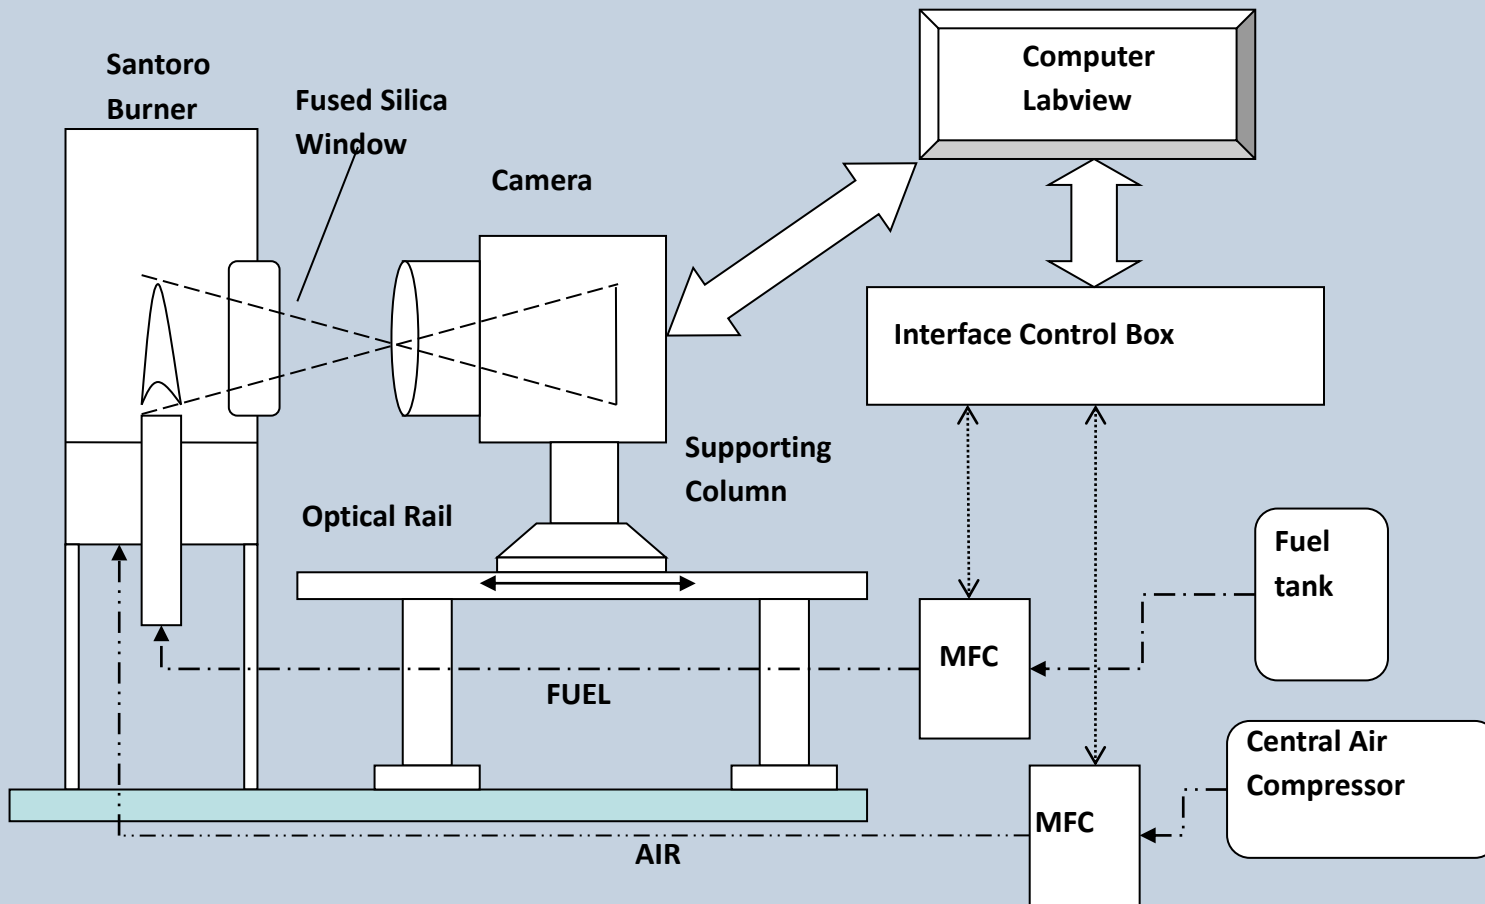 Santoro
Burner
Fused Silica
Window
Camera
Computer
Labview
Interface Control Box
Supporting
Column
Optical Rail
Fuel
tank
MFC
FUEL
Central Air
Compressor
MFC
AIR